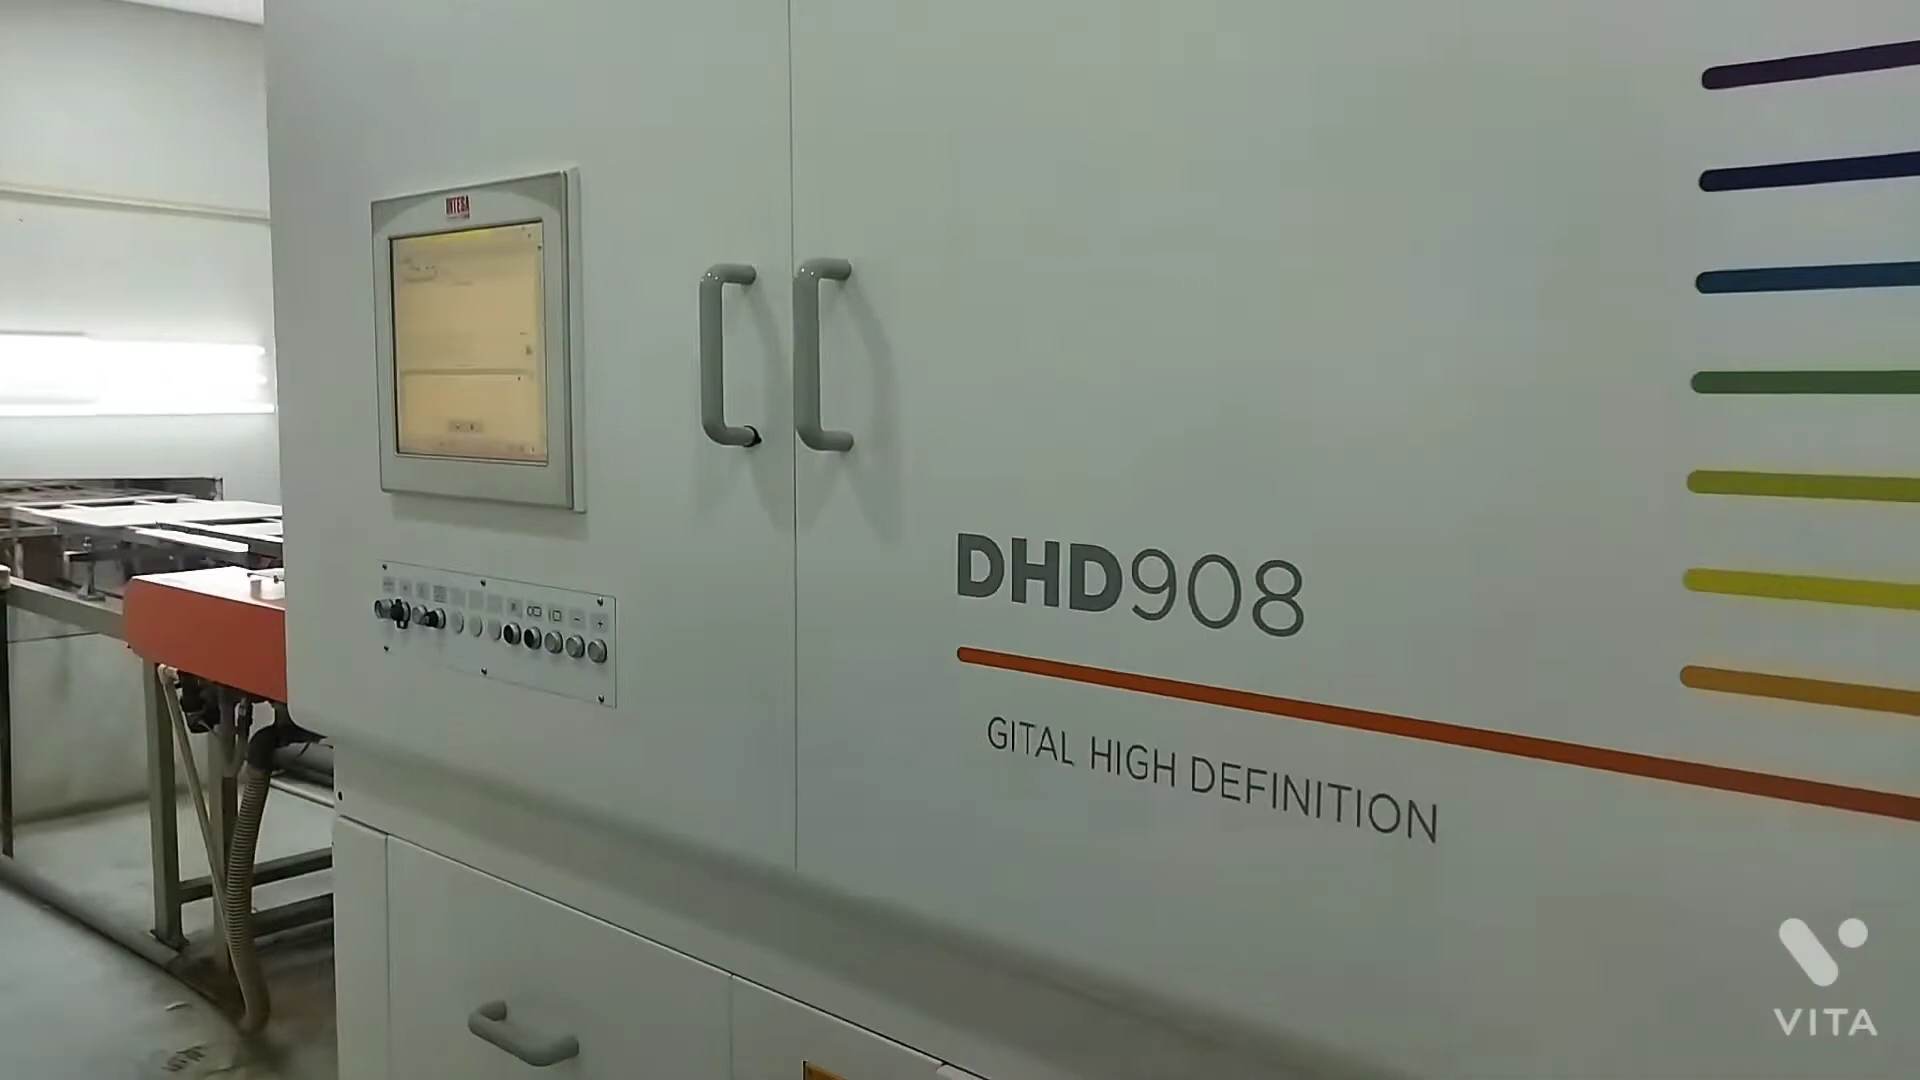 INTESA
DHD908
GITAL HIGH DEFINITION
VITA